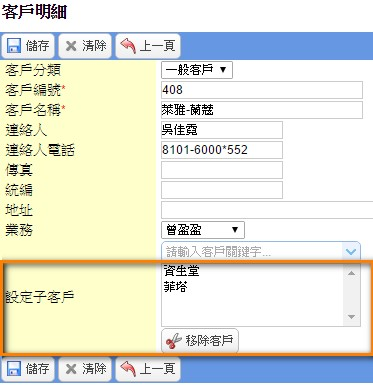 客戶明細
儲存 清除 上一頁
客戶分類 一般客戶
客戶編號* 408
客戶名稱* 萊雅-蘭蔻
連絡人 吳佳霓
連絡人電話 8101-6000*552
傳真
統編
地址
業務 曾盈盈
請輸入客戶關鍵字...
資生堂
菲塔
設定子客戶
移除客戶
儲存 清除 上一頁